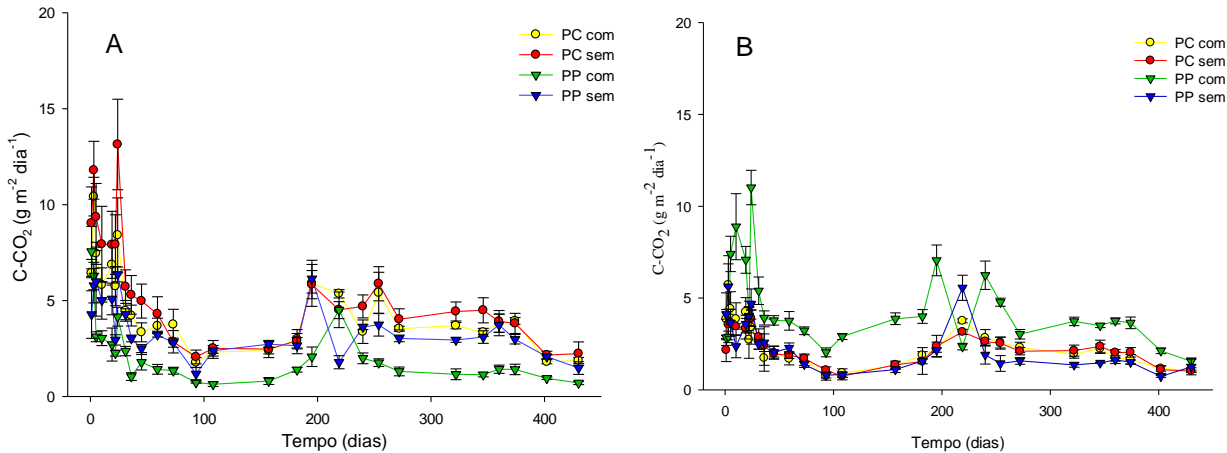 A
PC com
PC sem
PP com
PP sem
20
15
10
5
0
C-CO₂ (g m⁻² dia⁻¹)
0
100
200
300
400
Tempo (dias)
B
PC com
PC sem
PP com
PP sem
20
15
10
5
0
C-CO₂ (g m⁻² dia⁻¹)
0
100
200
300
400
Tempo (dias)